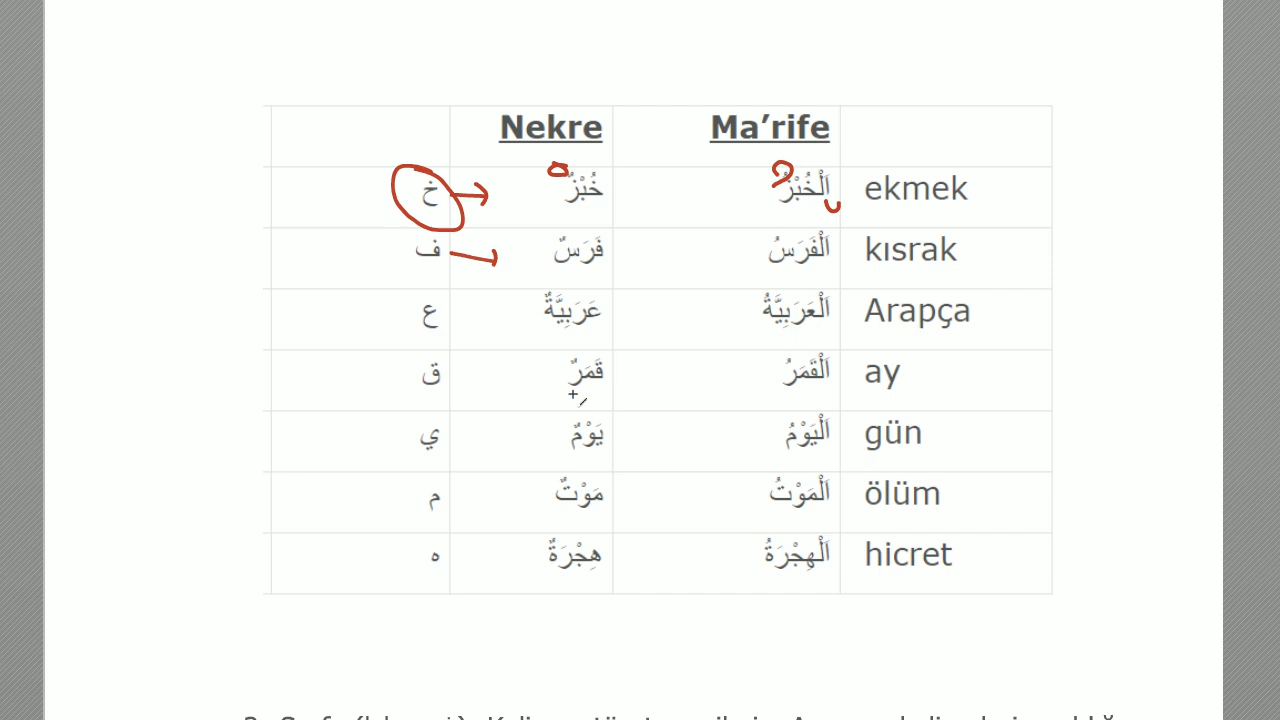 Nekre Ma’rife
خ خُبْزٌ اَلْخُبْزُ ekmek
ف فَرَسٌ اَلْفَرَسُ kısrak
ع عَرَبِيَّةٌ اَلْعَرَبِيَّةُ Arapça
ق قَمَرٌ اَلْقَمَرُ ay
ي يَوْمٌ اَلْيَوْمُ gün
م مَوْتٌ اَلْمَوْتُ ölüm
ه هِجْرَةٌ اَلْهِجْرَةُ hicret